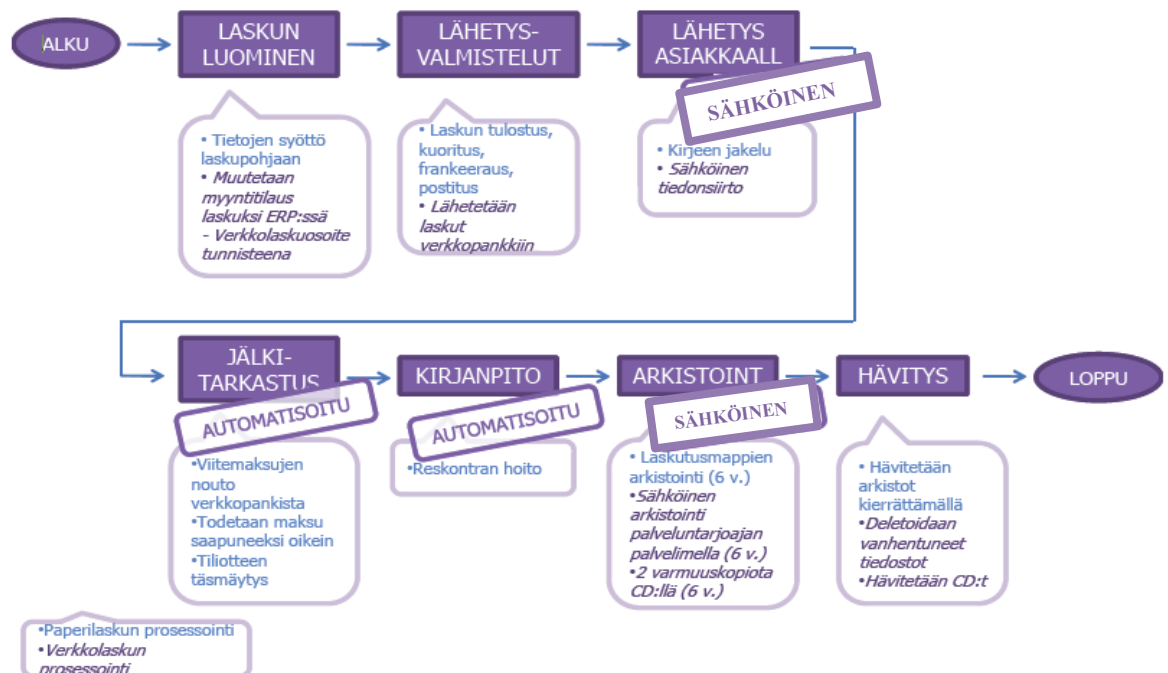 ALKU
LASKUN
LUOMINEN
LÄHETYS-
VALMISTELUT
LÄHETYS
ASIAKKAALL
SÄHKÖINEN
• Tietojen syöttö
laskupohjaan
• Muutetaan
myyntitilaus
laskuksi ERP:ssä
- Verkkolaskuosoite
tunnisteena
• Laskun tulostus,
kuoritus,
frankeeraus,
postitus
• Lähetetään
laskut
verkkopankkiin
• Kirjeen jakelu
• Sähköinen
tiedonsiirto
JÄLKI-
TARKASTUS
AUTOMATISOITU
KIRJANPITO
AUTOMATISOITU
ARKISTOINT
SÄHKÖINEN
HÄVITYS
LOPPU
•Viitemaksujen
nouto
verkkopankista
•Todetaan maksu
saapuneeksi oikein
•Tiliotteen
täsmäytys
•Reskontran hoito
• Laskutusmappien
arkistointi (6 v.)
•Sähköinen
arkistointi
palveluntarjoajan
palvelimella (6 v.)
•2 varmuuskopiota
CD:llä (6 v.)
• Hävitetään
arkistot
kierrättämällä
•Deletoidaan
vanhentuneet
tiedostot
•Hävitetään CD:t
•Paperilaskun prosessointi
•Verkkolaskun
prosessointi